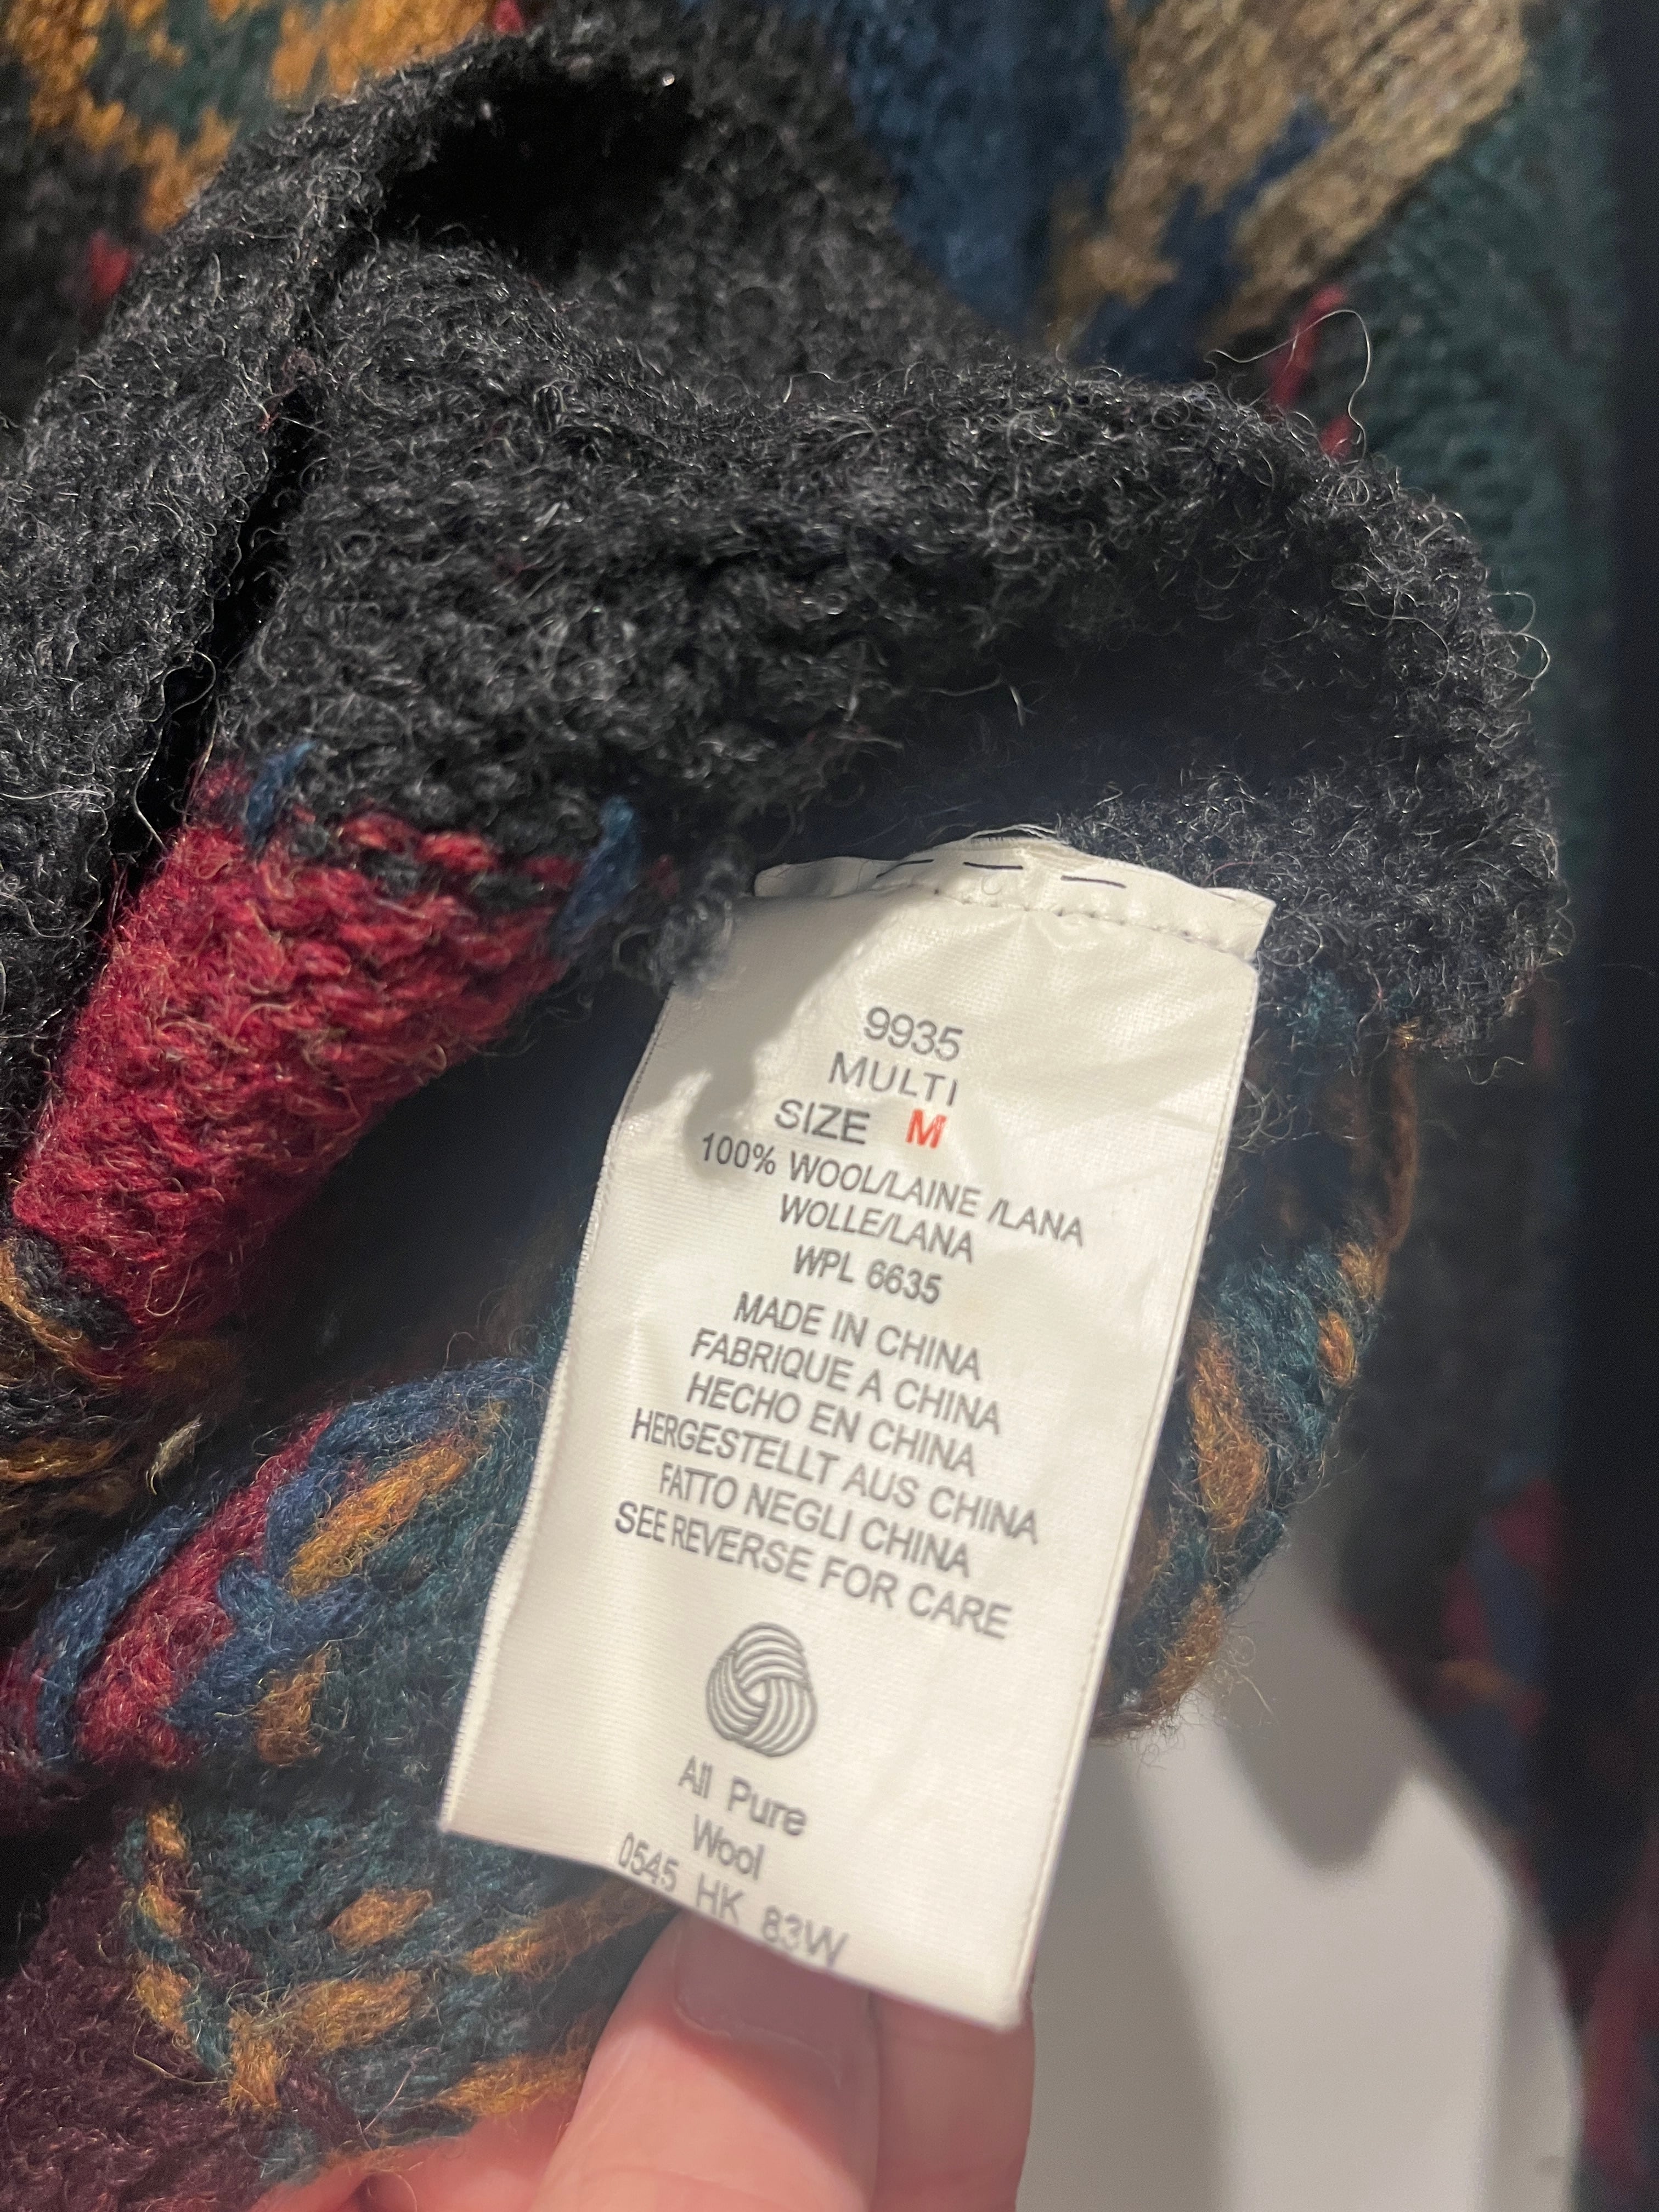 9935
MULTI
SIZE M
100% WOOL/LAINE /LANA
WOLLE/LANA
WPL 6635
MADE IN CHINA
FABRIQUE A CHINA
HECHO EN CHINA
HERGESTELLT AUS CHINA
FATTO NEGLI CHINA
SEE REVERSE FOR CARE
All Pure
Wool
0545 HK 83W